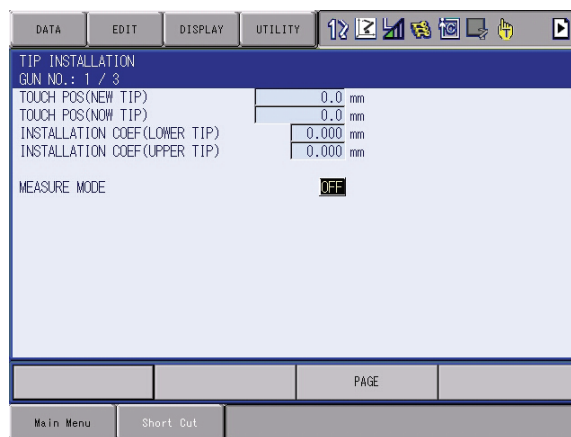 DATA EDIT DISPLAY UTILITY
TIP INSTALLATION
GUN NO.: 1 / 3
TOUCH POS(NEW TIP) 0.0 mm
TOUCH POS(NOW TIP) 0.0 mm
INSTALLATION COEF(LOWER TIP) 0.000 mm
INSTALLATION COEF(UPPER TIP) 0.000 mm
MEASURE MODE OFF
PAGE
Main Menu Short Cut